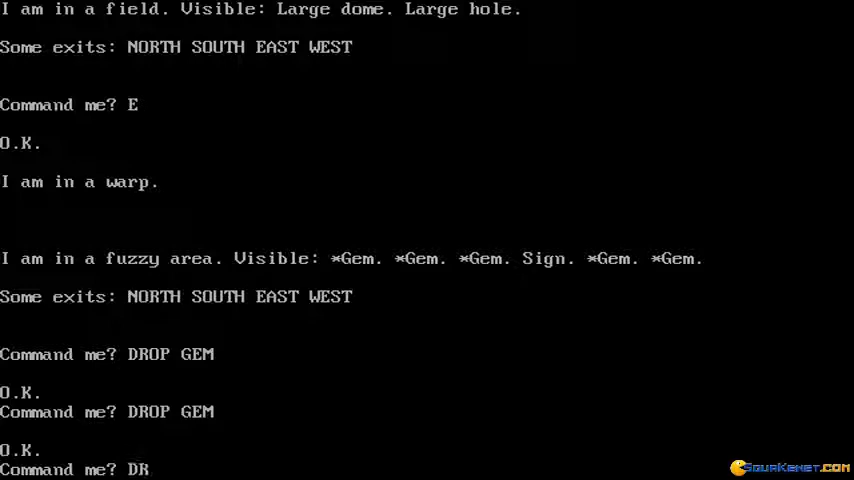 I am in a field. Visible: Large dome. Large hole.
Some exits: NORTH SOUTH EAST WEST
Command me? E
O.K.
I am in a warp.
I am in a fuzzy area. Visible: *Gem. *Gem. *Gem. Sign. *Gem. *Gem.
Some exits: NORTH SOUTH EAST WEST
Command me? DROP GEM
O.K.
Command me? DROP GEM
O.K.
Command me? DR
SquaKenet.com